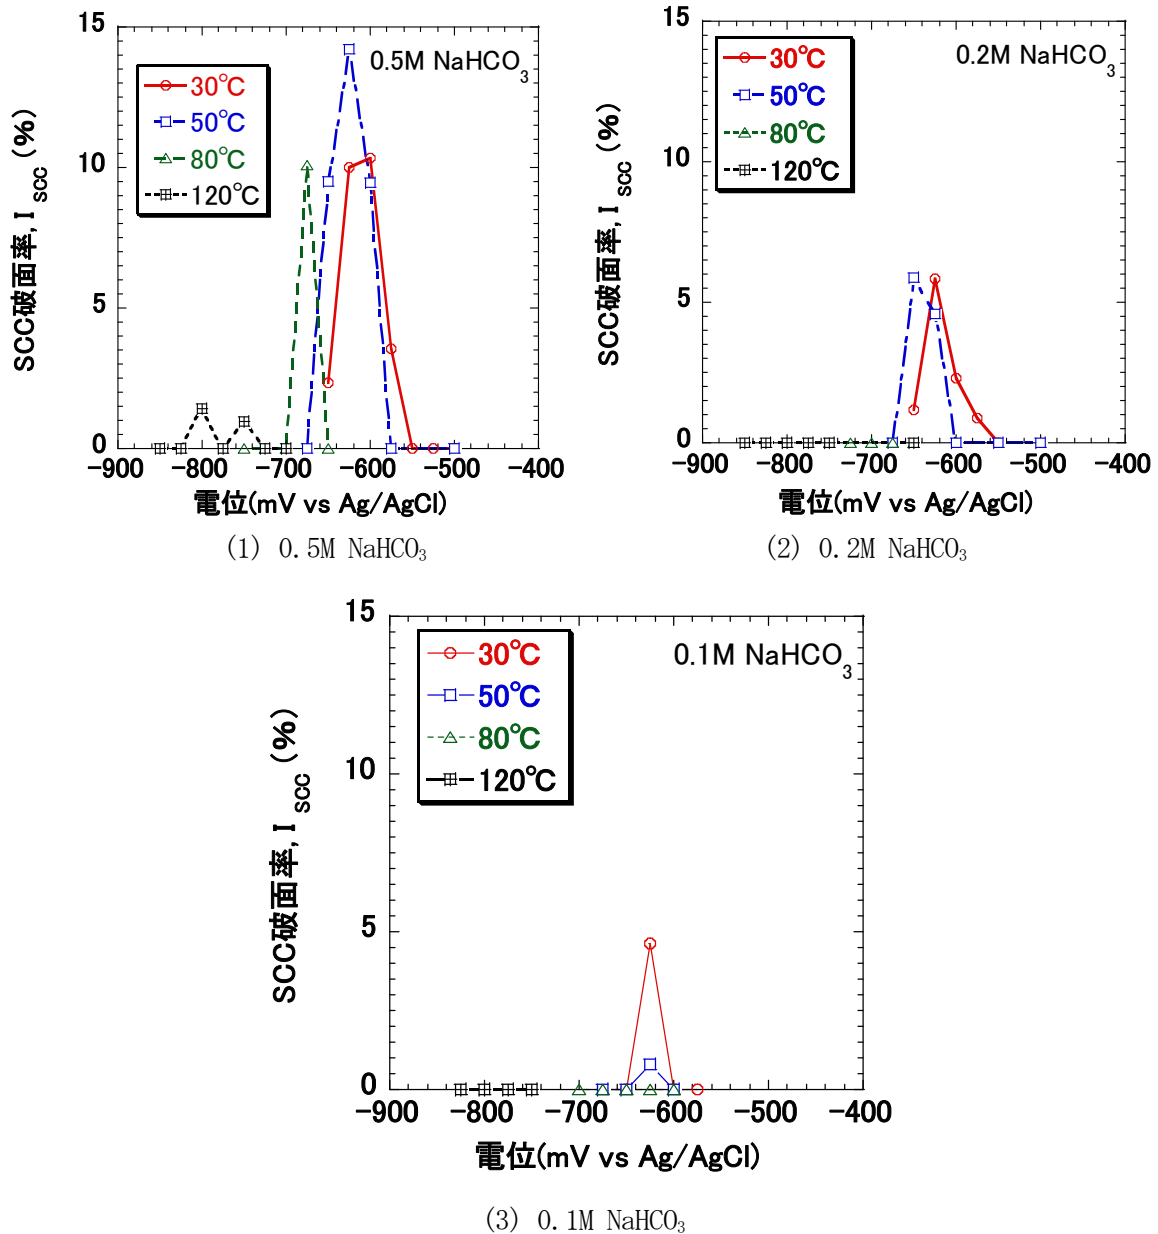 15
10
5
0
SCC破面率, I SCC (%)
0.5M NaHCO3
30℃
50℃
80℃
120℃
-900 -800 -700 -600 -500 -400
電位(mV vs Ag/AgCl)
(1) 0.5M NaHCO3
15
10
5
0
SCC破面率, I SCC (%)
0.2M NaHCO3
30℃
50℃
80℃
120℃
-900 -800 -700 -600 -500 -400
電位(mV vs Ag/AgCl)
(2) 0.2M NaHCO3
15
10
5
0
SCC破面率, I SCC (%)
0.1M NaHCO3
30℃
50℃
80℃
120℃
-900 -800 -700 -600 -500 -400
電位(mV vs Ag/AgCl)
(3) 0.1M NaHCO3